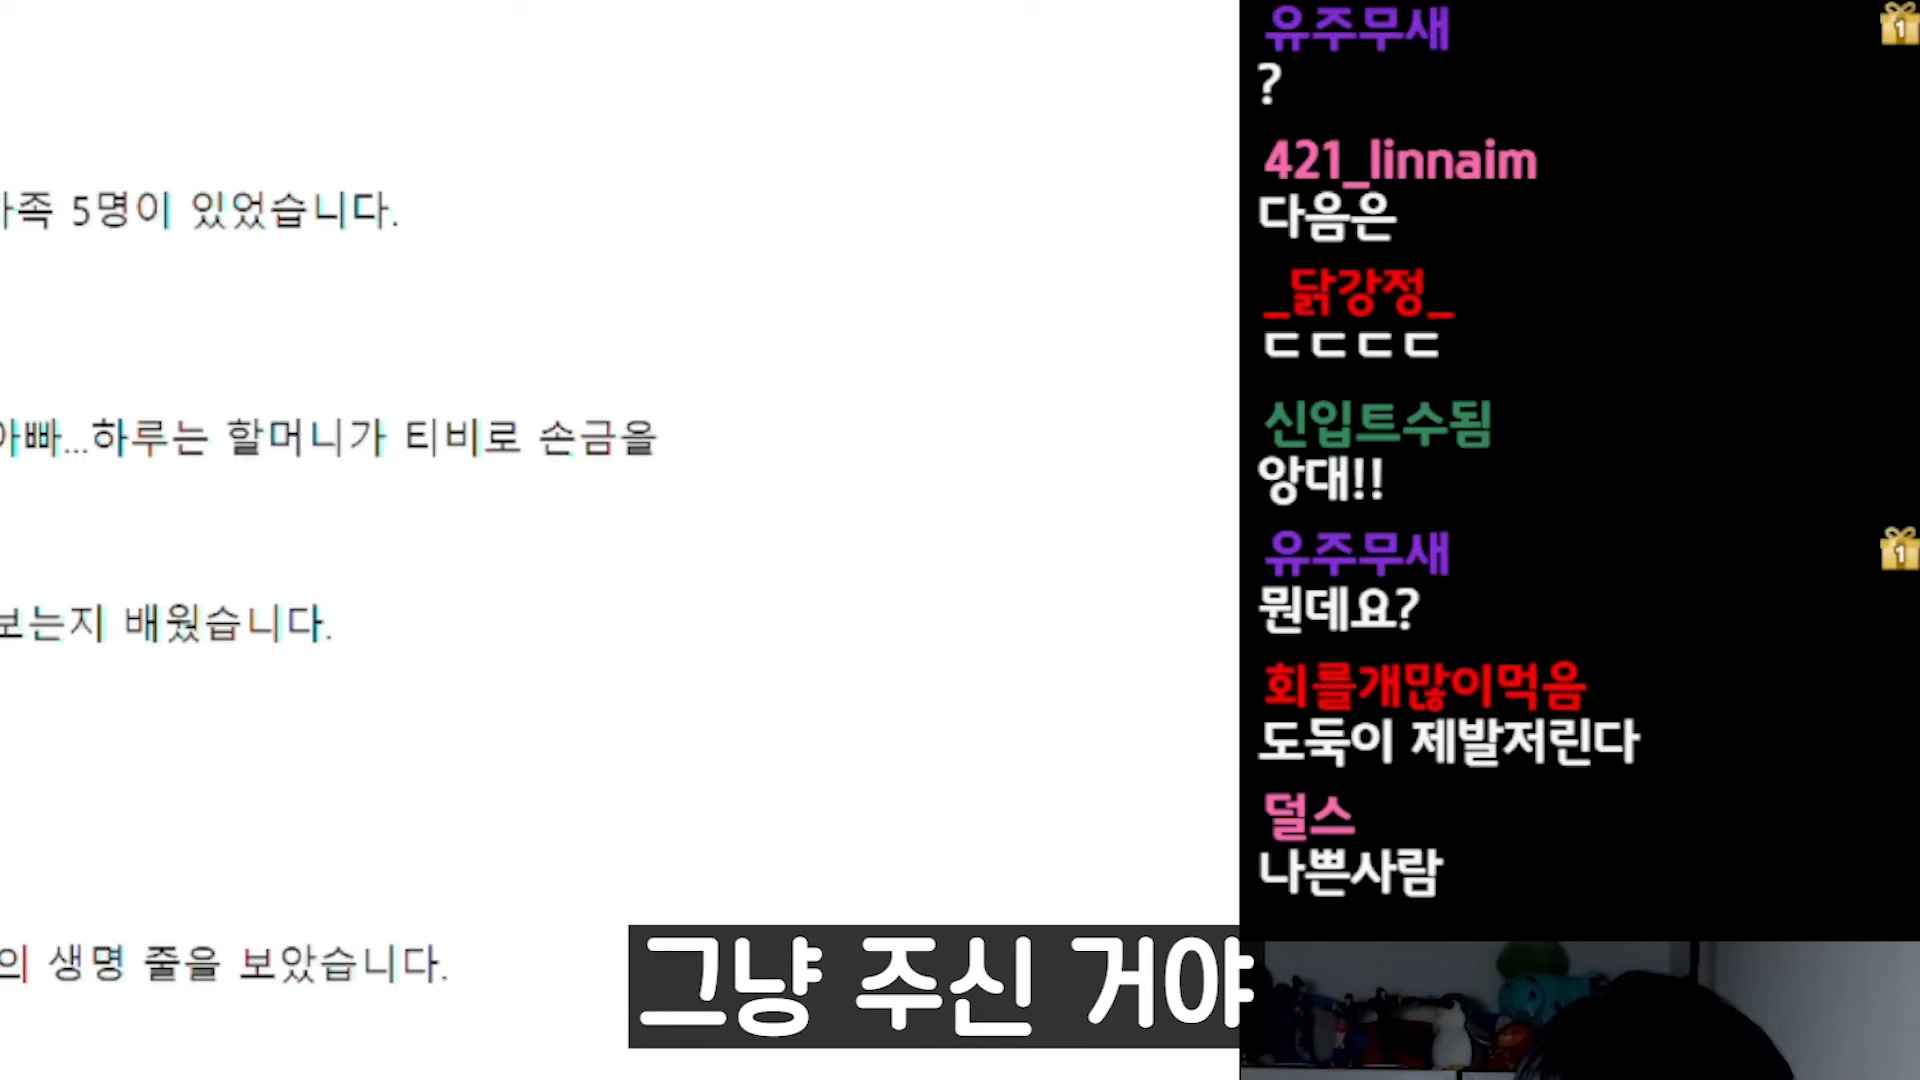 족 5명이 있었습니다.
아빠...하루는 할머니가 티비로 손금을
보는지 배웠습니다.
의 생명 줄을 보았습니다.
그냥 주신 거야
유주무새
1
?
421_linnaim
다음은
_닭강정_
ㄷㄷㄷㄷ
신입트수됨
앙대!!
유주무새
1
뭔데요?
회를개많이먹음
도둑이 제발저린다
덜스
나쁜사람